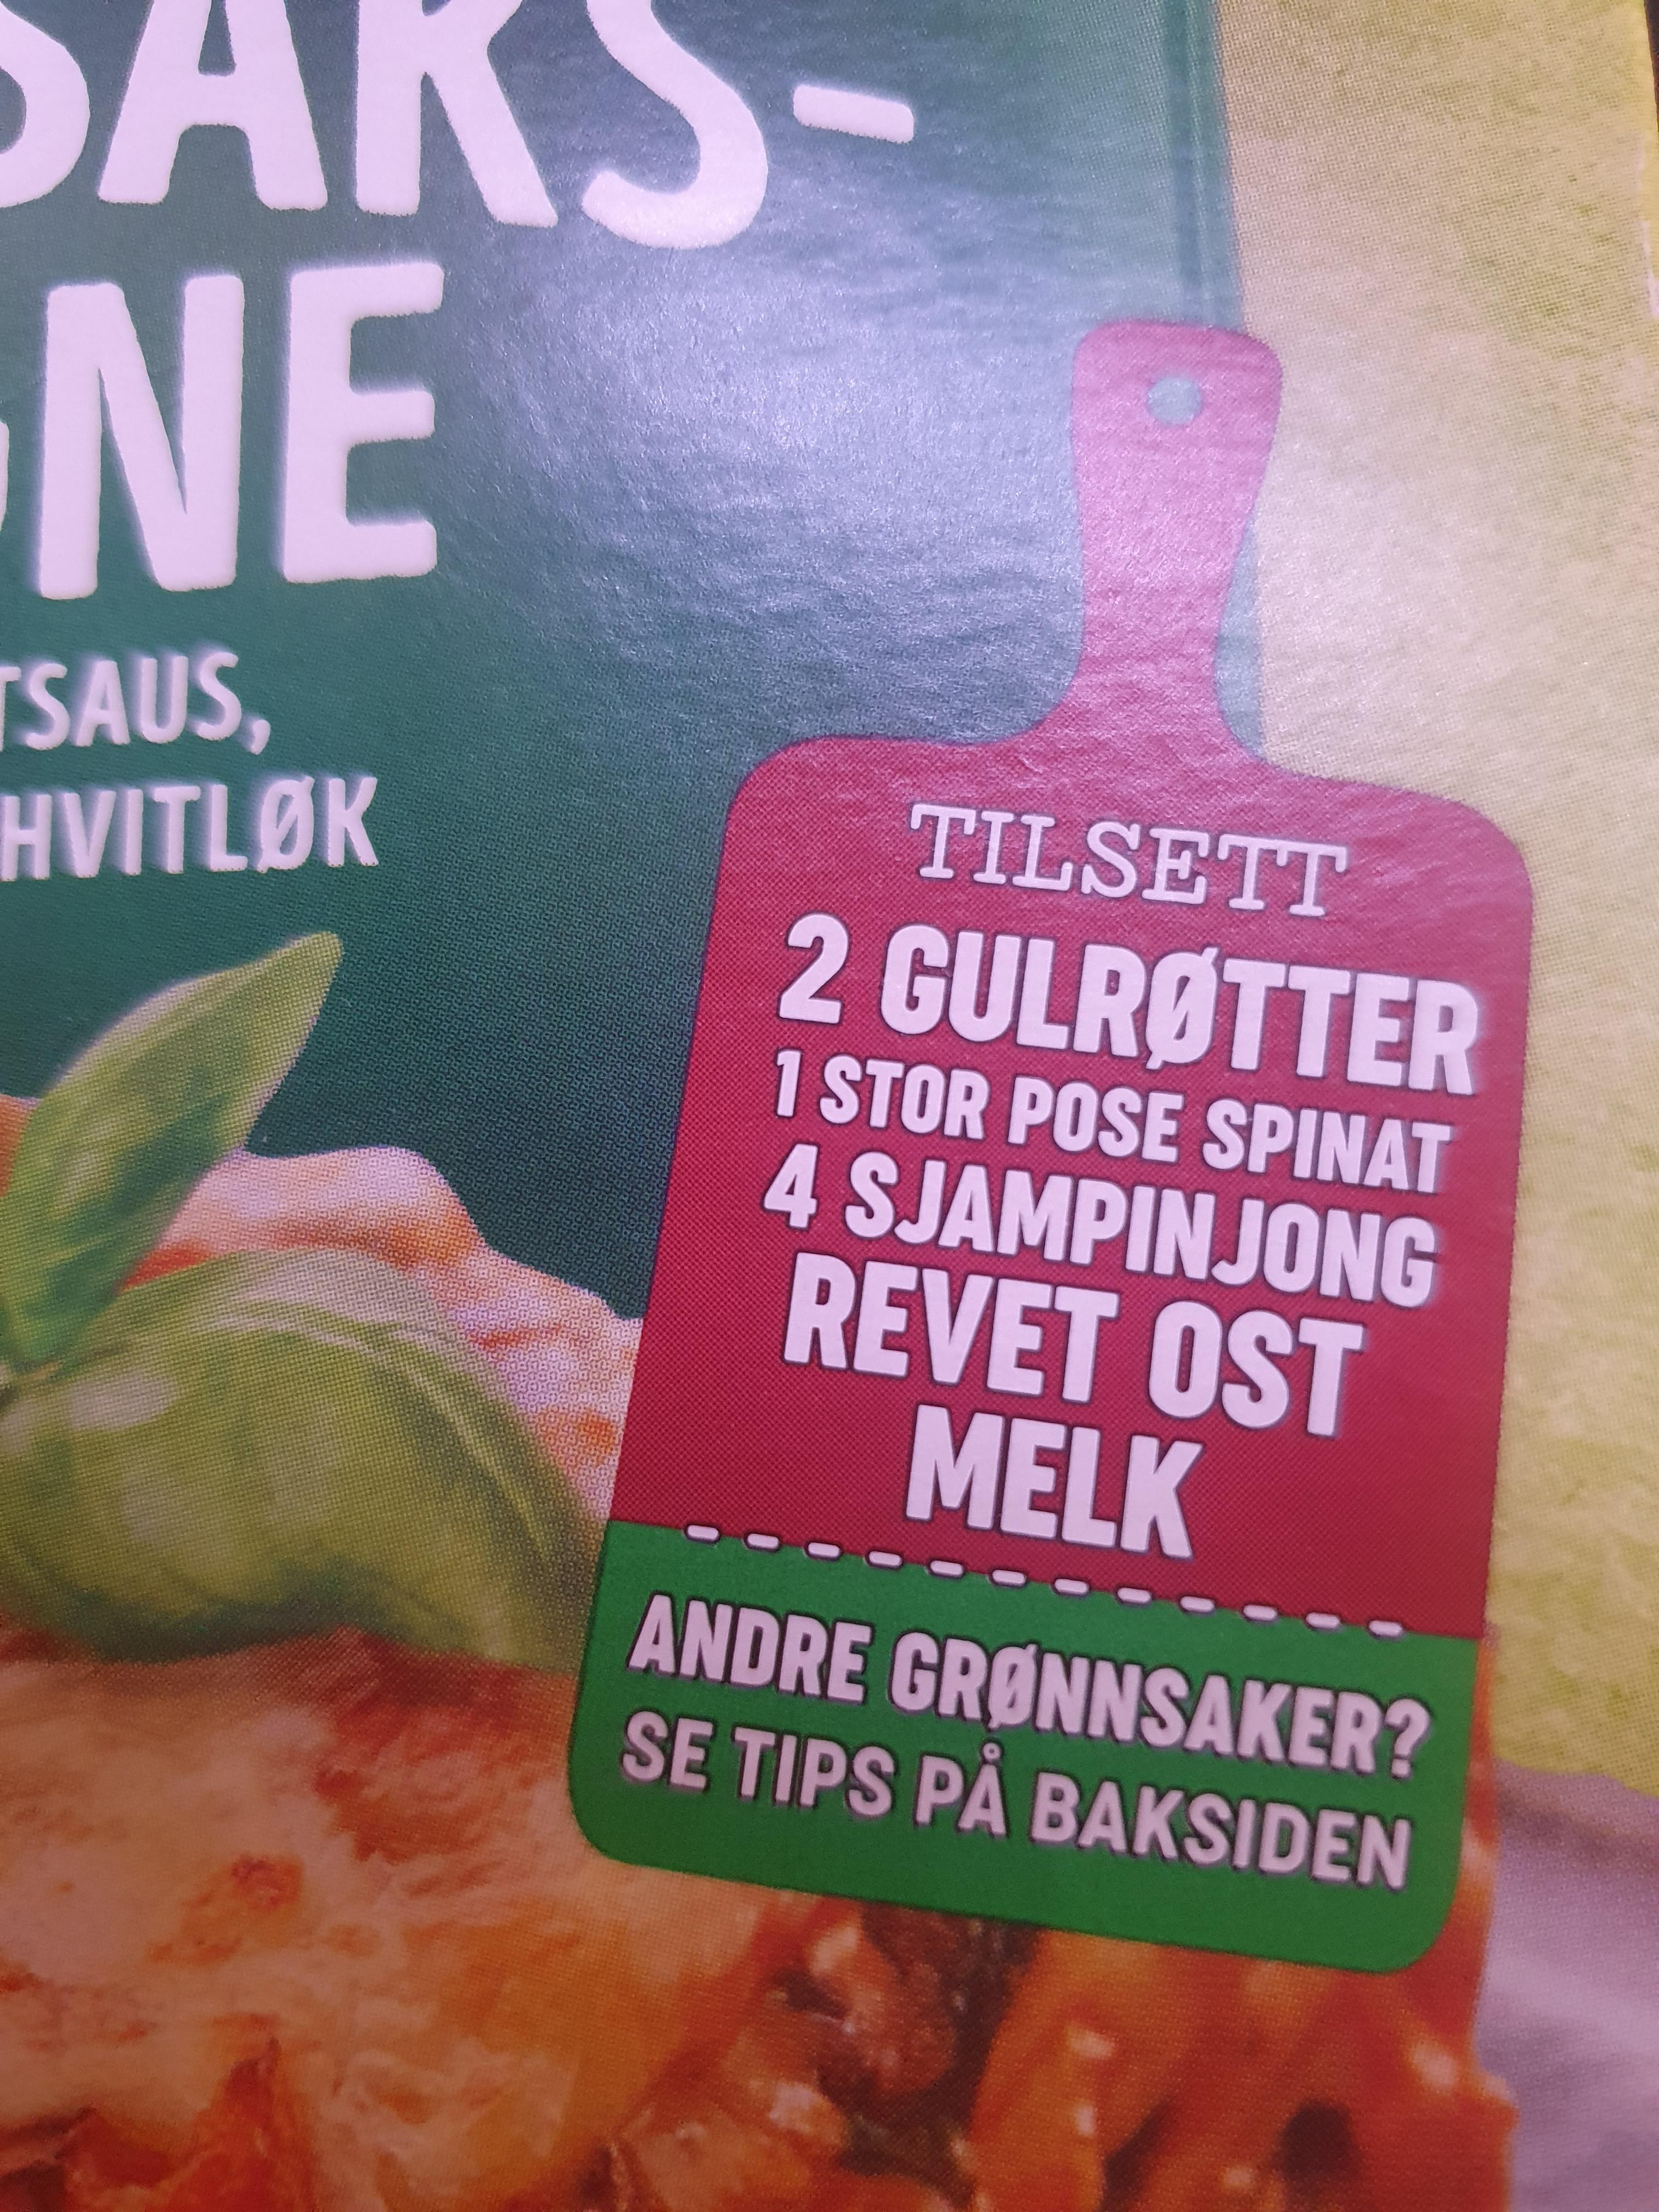 TILSETT
2 GULRØTTER
1 STOR POSE SPINAT
4 SJAMPINJONG
REVET OST
MELK
ANDRE GRØNNSAKER?
SE TIPS PÅ BAKSIDEN
SAKS-
GNE
TSAUS,
HVITLØK